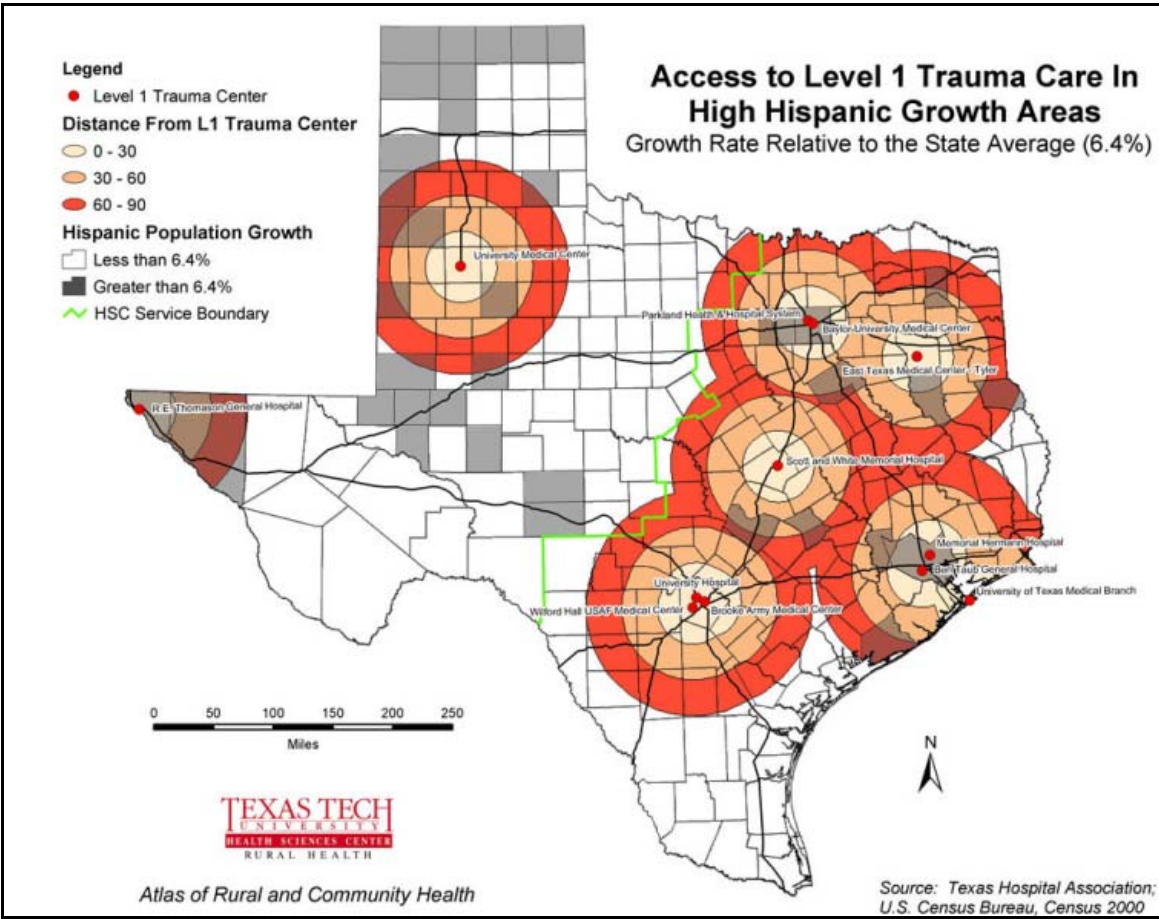 Legend
Level 1 Trauma Center
Distance From L1 Trauma Center
0 - 30
30 - 60
60 - 90
Hispanic Population Growth
Less than 6.4%
Greater than 6.4%
HSC Service Boundary
Access to Level 1 Trauma Care In
High Hispanic Growth Areas
Growth Rate Relative to the State Average (6.4%)
University Medical Center
Parkland Health & Hospital System
Baylor University Medical Center
East Texas Medical Center - Tyler
R.E. Thomason General Hospital
Scott and White Memorial Hospital
Memorial Hermann Hospital
Ben Taub General Hospital
University of Texas Medical Branch
University Hospital
Wilford Hall USAF Medical Center
Brooke Army Medical Center
0 50 100 150 200 250
Miles
N
TEXAS TECH
UNIVERSITY
HEALTH SCIENCES CENTER
RURAL HEALTH
Atlas of Rural and Community Health
Source: Texas Hospital Association;
U.S. Census Bureau, Census 2000